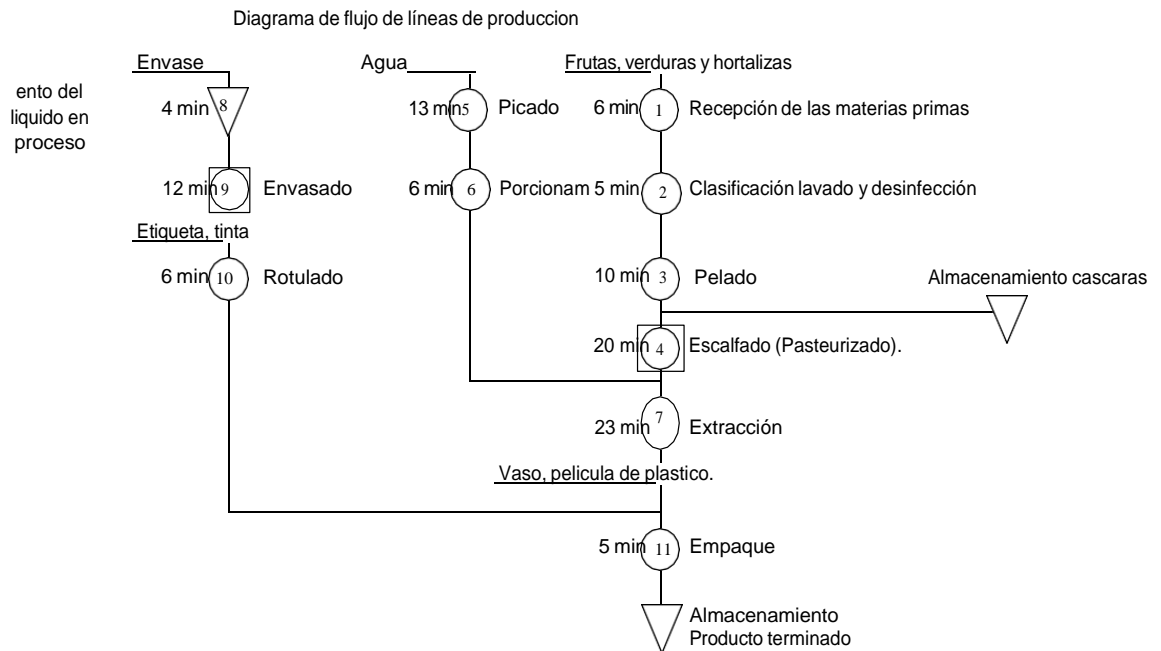 Diagrama de flujo de líneas de produccion
Envase
Agua
Frutas, verduras y hortalizas
ento del
liquido en
proceso
4 min 8
13 min 5 Picado
6 min 1 Recepción de las materias primas
12 min 9 Envasado
6 min 6 Porcionam
5 min 2 Clasificación lavado y desinfección
Etiqueta, tinta
6 min 10 Rotulado
10 min 3 Pelado
Almacenamiento cascaras
20 min 4 Escalfado (Pasteurizado).
23 min 7 Extracción
Vaso, pelicula de plastico.
5 min 11 Empaque
Almacenamiento
Producto terminado